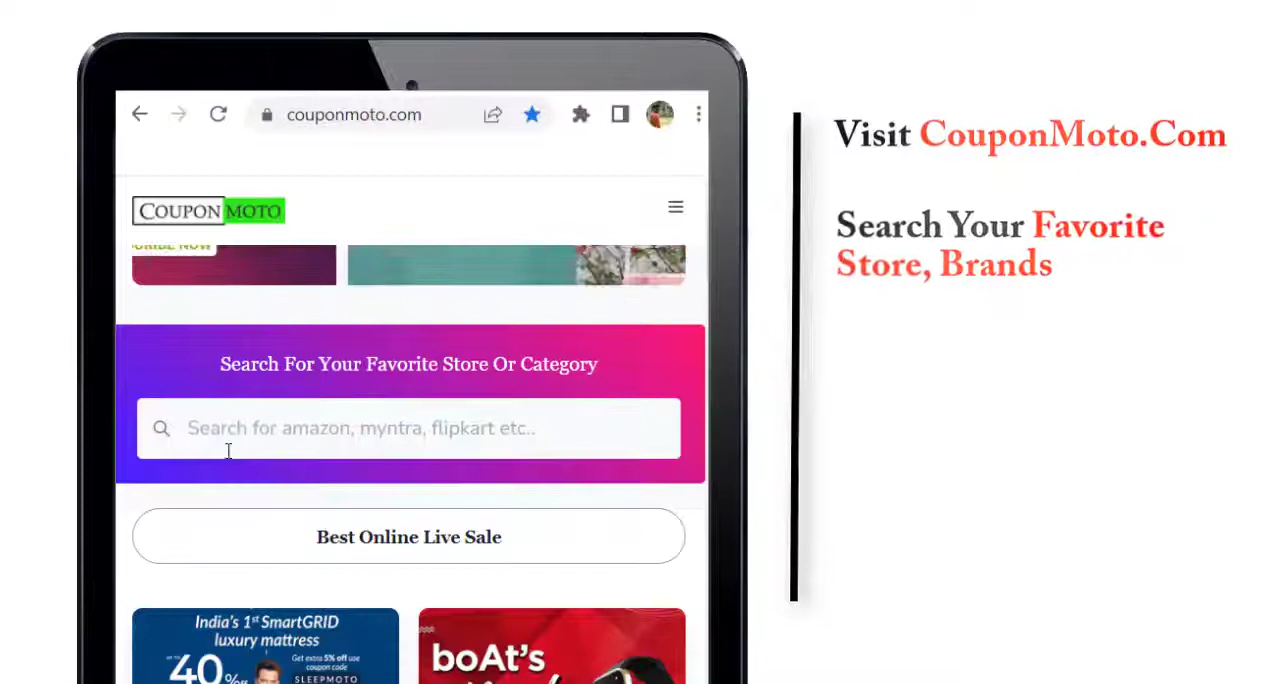 couponmoto.com
Visit CouponMoto.Com
COUPON MOTO
Search Your Favorite
Store, Brands
NOW
Search For Your Favorite Store Or Category
Search for amazon, myntra, flipkart etc..
Best Online Live Sale
India's 1st SmartGRID
luxury mattress
40%
Get extra 5% off use
coupon code
SLEEPMOTO
boAt's